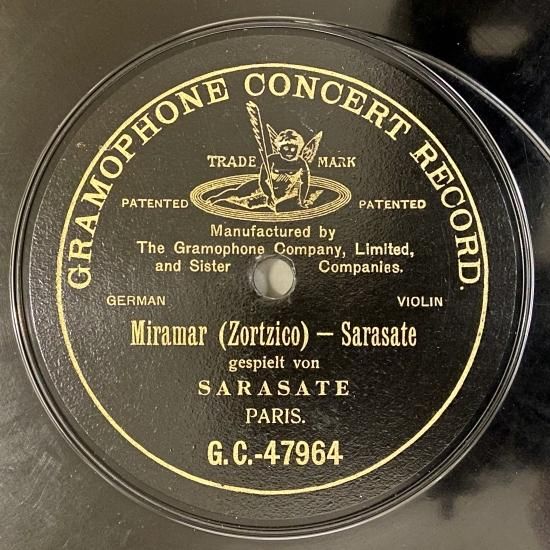 GRAMOPHONE CONCERT RECORD.
TRADE MARK
PATENTED PATENTED
Manufactured by
The Gramophone Company, Limited,
and Sister Companies.
GERMAN VIOLIN
Miramar (Zortzico) — Sarasate
gespielt von
SARASATE
PARIS.
G.C.-47964